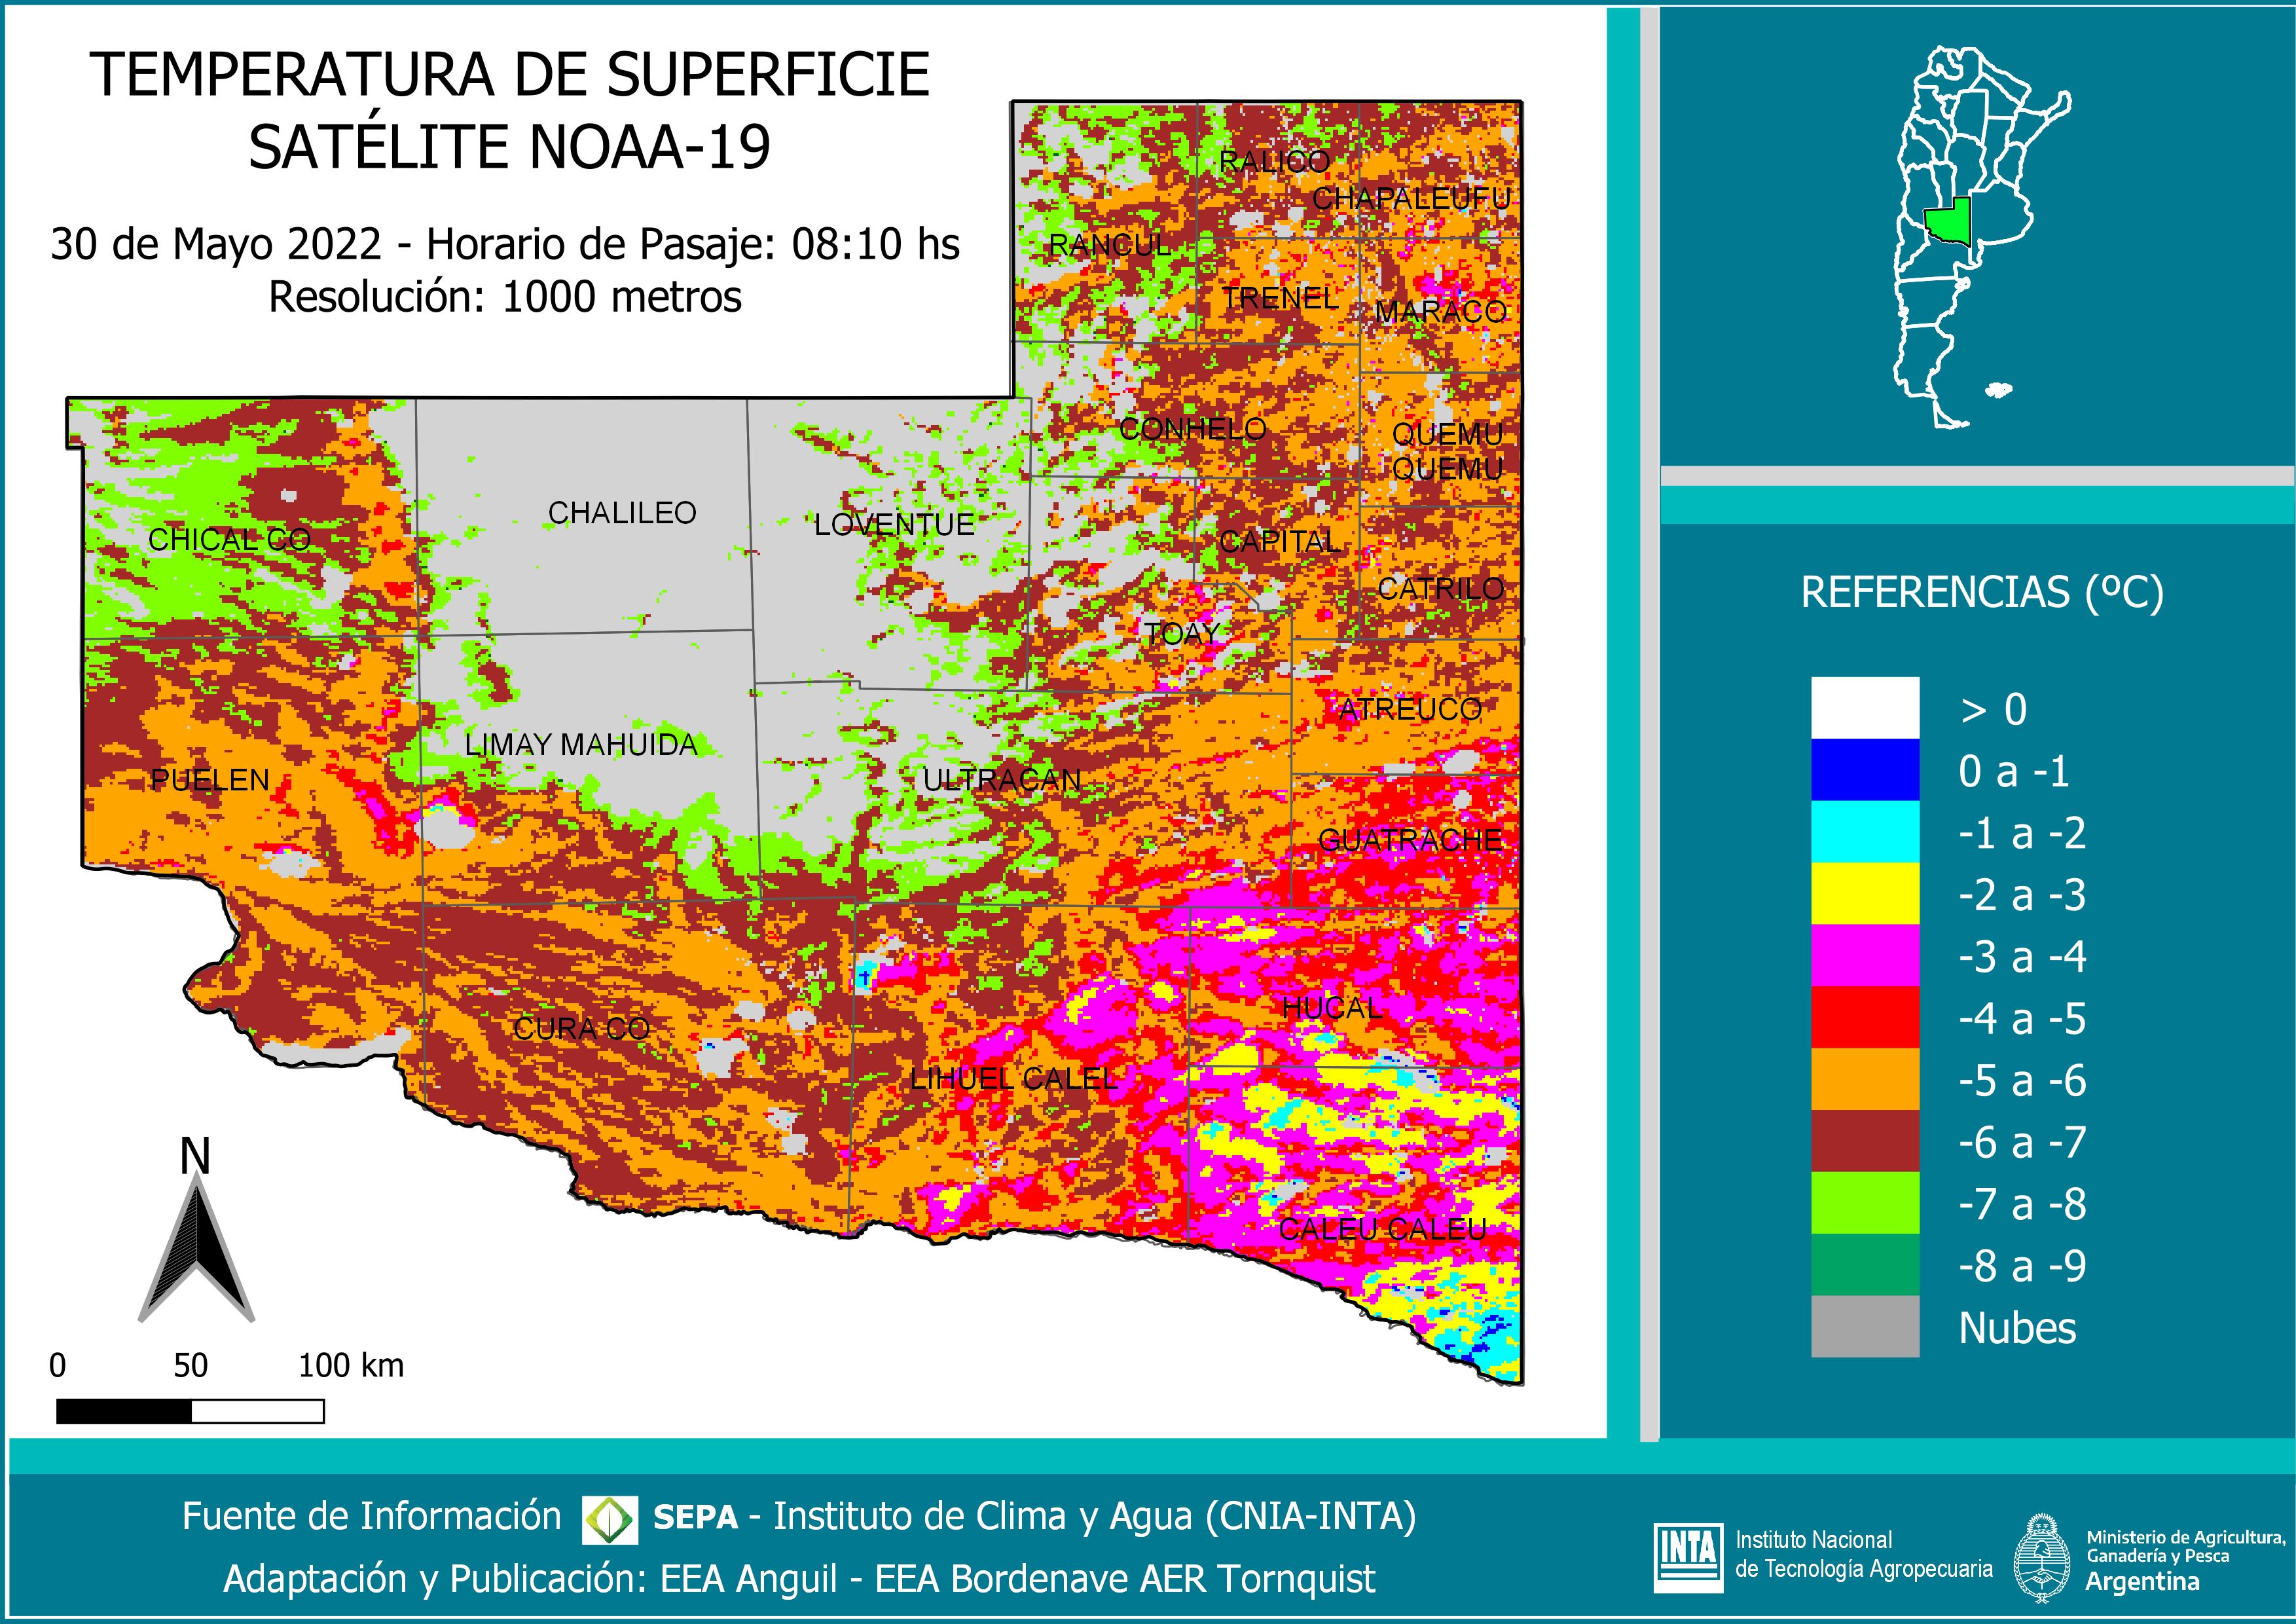 TEMPERATURA DE SUPERFICIE
SATÉLITE NOAA-19
30 de Mayo 2022 - Horario de Pasaje: 08:10 hs
Resolución: 1000 metros
RALICO
CHAPALEUFU
RANCUL
TRENEL
MARACO
CONHELO
QUEMU
QUEMU
CHALILEO
LOVENTUE
CHICAL CO
CAPITAL
CATRILO
TOAY
ATREUCO
LIMAY MAHUIDA
PUELEN
ULTRACAN
GUATRACHE
HUCAL
CURA CO
LIHUEL CALEL
CALEU CALEU
N
0 50 100 km
REFERENCIAS (ºC)
> 0
0 a -1
-1 a -2
-2 a -3
-3 a -4
-4 a -5
-5 a -6
-6 a -7
-7 a -8
-8 a -9
Nubes
Fuente de Información SEPA - Instituto de Clima y Agua (CNIA-INTA)
Adaptación y Publicación: EEA Anguil - EEA Bordenave AER Tornquist
INTA
Instituto Nacional
de Tecnología Agropecuaria
Ministerio de Agricultura,
Ganadería y Pesca
Argentina